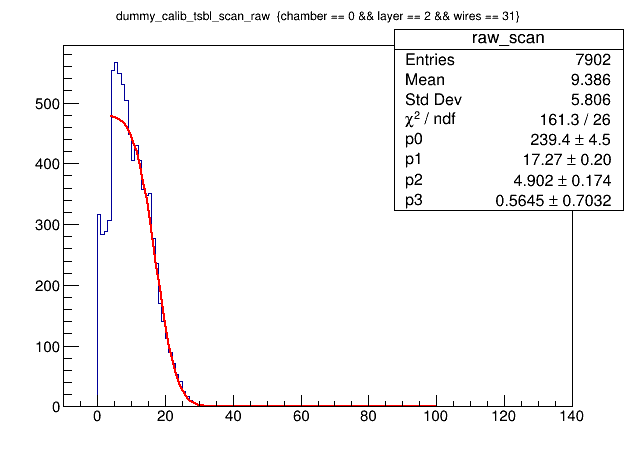 dummy_calib_tsbl_scan_raw {chamber == 0 && layer == 2 && wires == 31}
raw_scan
Entries 7902
Mean 9.386
Std Dev 5.806
χ² / ndf 161.3 / 26
p0 239.4 ± 4.5
p1 17.27 ± 0.20
p2 4.902 ± 0.174
p3 0.5645 ± 0.7032
500
400
300
200
100
0
0 20 40 60 80 100 120 140